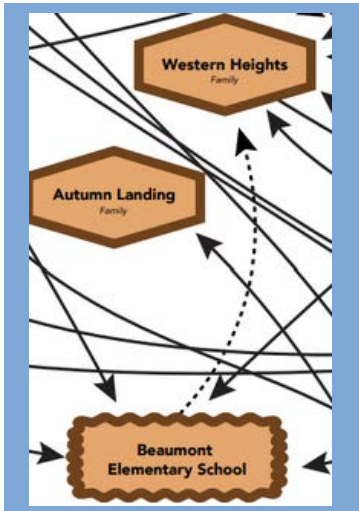 Western Heights
Family
Autumn Landing
Family
Beaumont
Elementary School